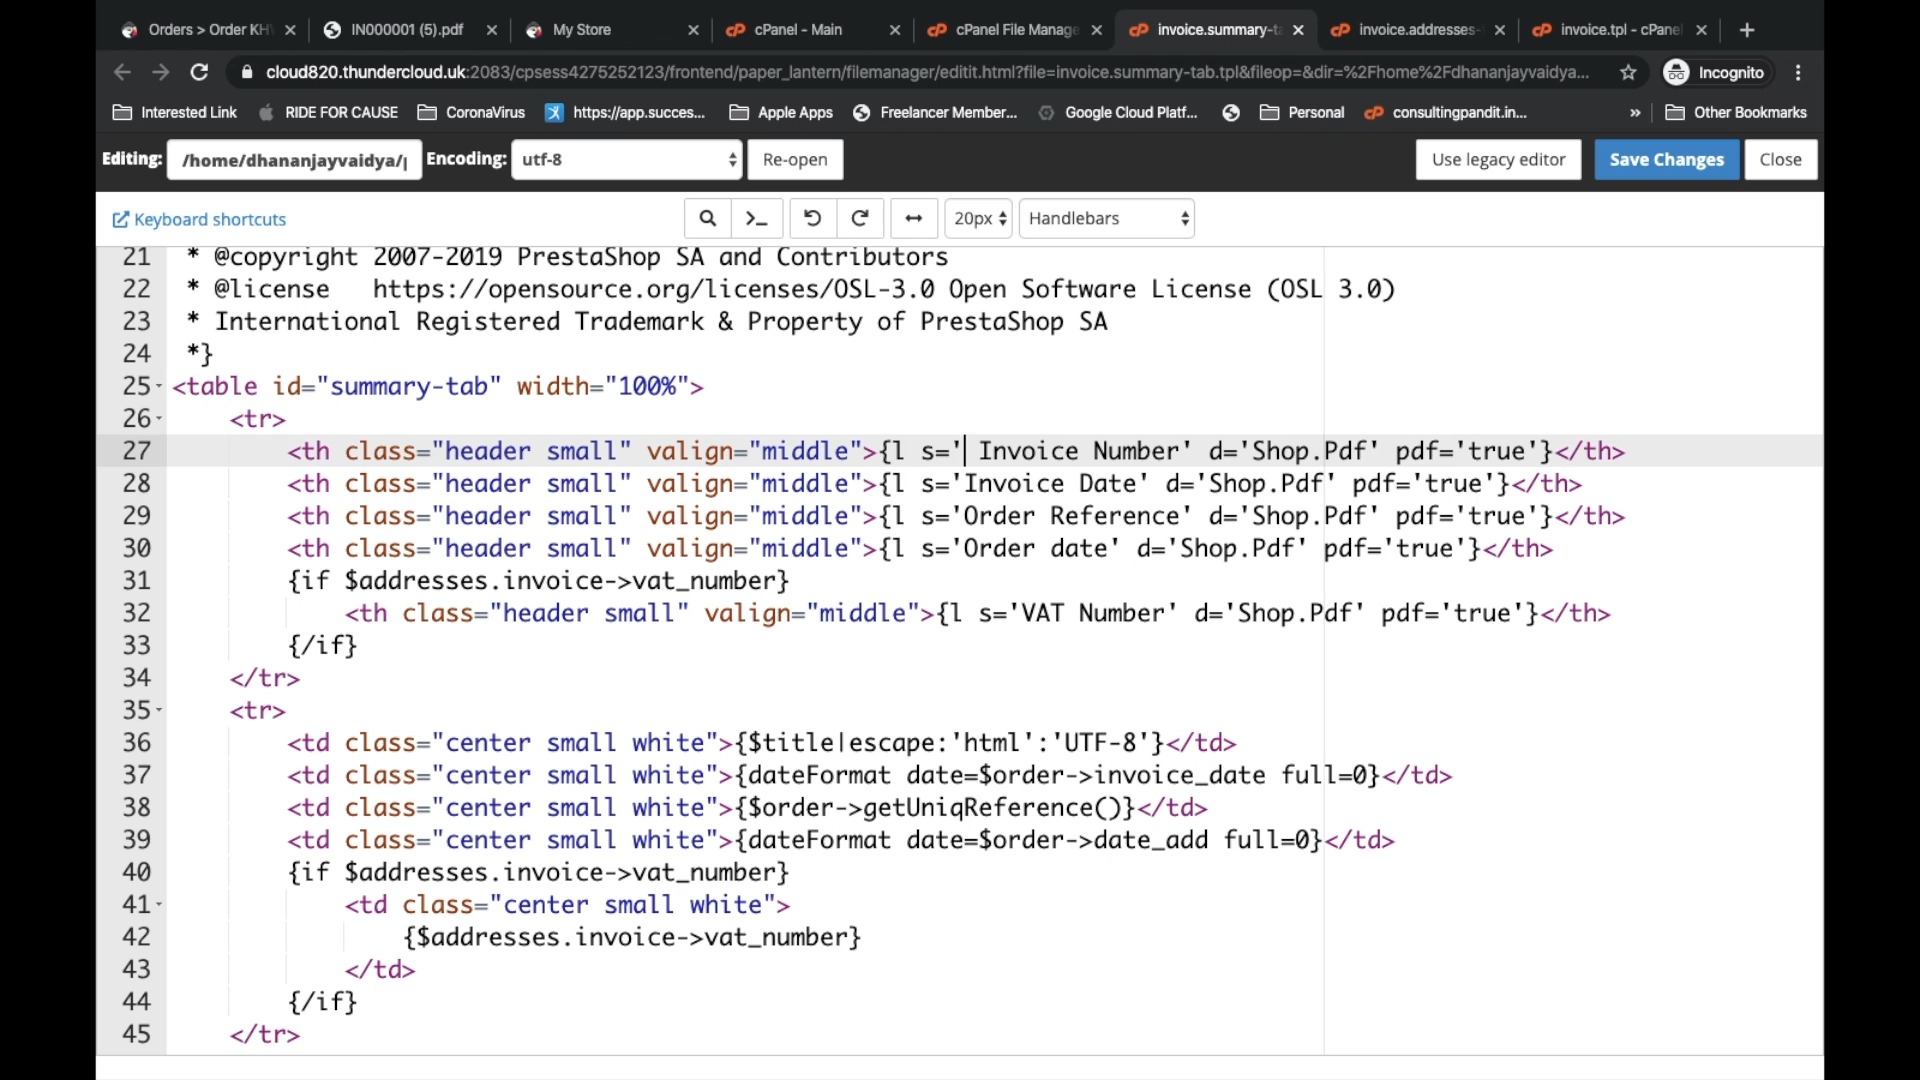 Orders > Order KH
IN000001 (5).pdf
My Store
cPanel - Main
cPanel File Manage
invoice.summary-ta
invoice.addresses-
invoice.tpl - cPanel
cloud820.thundercloud.uk:2083/cpsess4275252123/frontend/paper_lantern/filemanager/editit.html?file=invoice.summary-tab.tpl&fileop=&dir=%2Fhome%2Fdhananjayvaidya...
Incognito
Interested Link
RIDE FOR CAUSE
CoronaVirus
https://app.succes...
Apple Apps
Freelancer Member...
Google Cloud Platf...
Personal
consultingpandit.in...
»
Other Bookmarks
Editing:
/home/dhananjayvaidya/p
Encoding:
utf-8
Re-open
Use legacy editor
Save Changes
Close
Keyboard shortcuts
20px
Handlebars
21 * @copyright 2007-2019 PrestaShop SA and Contributors
22 * @license   https://opensource.org/licenses/OSL-3.0 Open Software License (OSL 3.0)
23 * International Registered Trademark & Property of PrestaShop SA
24 *}
25 <table id="summary-tab" width="100%">
26     <tr>
27         <th class="header small" valign="middle">{l s=' Invoice Number' d='Shop.Pdf' pdf='true'}</th>
28         <th class="header small" valign="middle">{l s='Invoice Date' d='Shop.Pdf' pdf='true'}</th>
29         <th class="header small" valign="middle">{l s='Order Reference' d='Shop.Pdf' pdf='true'}</th>
30         <th class="header small" valign="middle">{l s='Order date' d='Shop.Pdf' pdf='true'}</th>
31         {if $addresses.invoice->vat_number}
32             <th class="header small" valign="middle">{l s='VAT Number' d='Shop.Pdf' pdf='true'}</th>
33         {/if}
34     </tr>
35     <tr>
36         <td class="center small white">{$title|escape:'html':'UTF-8'}</td>
37         <td class="center small white">{dateFormat date=$order->invoice_date full=0}</td>
38         <td class="center small white">{$order->getUniqReference()}</td>
39         <td class="center small white">{dateFormat date=$order->date_add full=0}</td>
40         {if $addresses.invoice->vat_number}
41             <td class="center small white">
42                 {$addresses.invoice->vat_number}
43             </td>
44         {/if}
45     </tr>